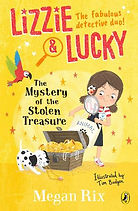 LIZZIE
& LUCKY
The fabulous
detective duo!
The
Mystery
of the
Stolen
Treasure
Illustrated by
Tim Budgen
Megan Rix